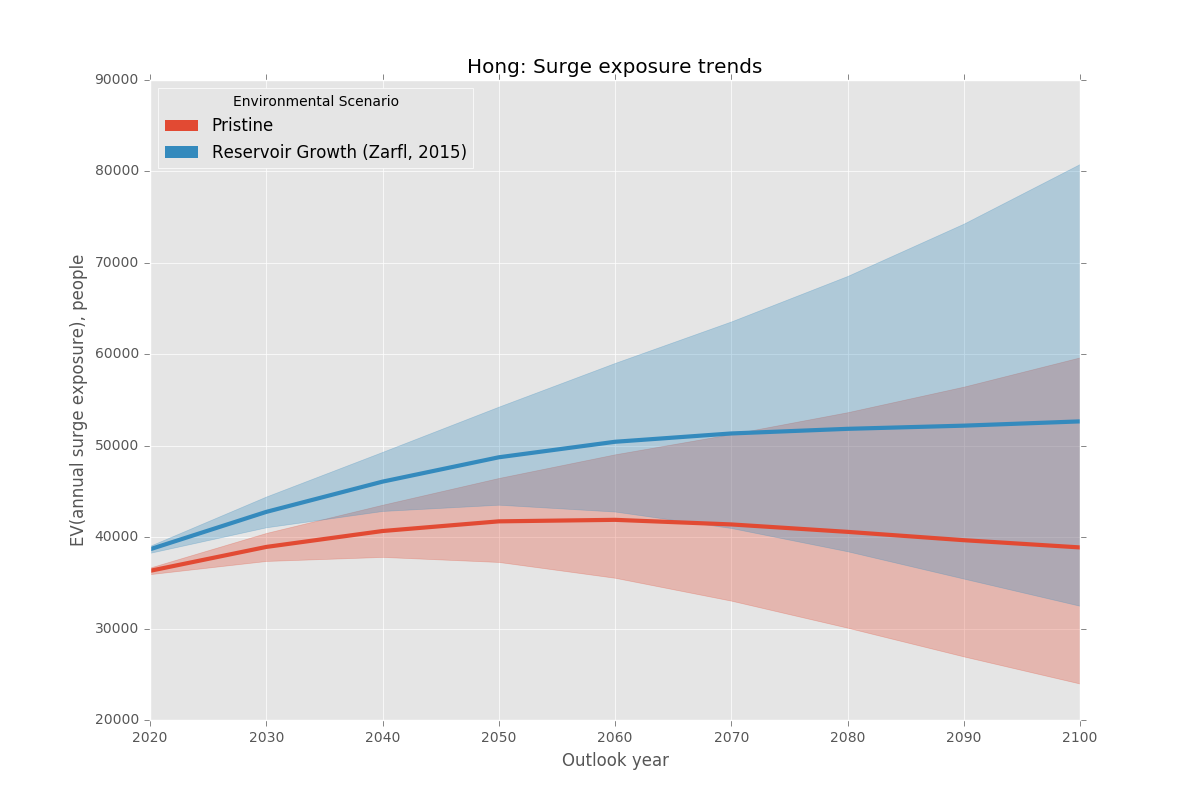 Hong: Surge exposure trends
Environmental Scenario
Pristine
Reservoir Growth (Zarfl, 2015)
EV(annual surge exposure), people
90000
80000
70000
60000
50000
40000
30000
20000
2020 2030 2040 2050 2060 2070 2080 2090 2100
Outlook year